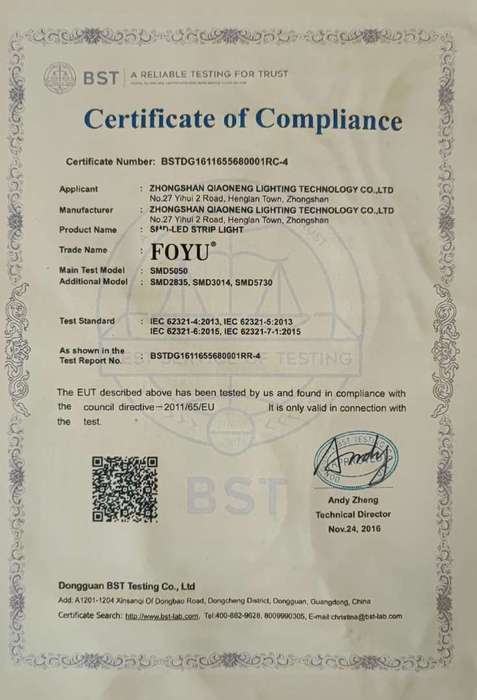 BST A RELIABLE TESTING FOR TRUST
Certificate of Compliance
Certificate Number: BSTDG1611655680001RC-4
Applicant : ZHONGSHAN QIAONENG LIGHTING TECHNOLOGY CO.,LTD
No.27 Yihui 2 Road, Henglan Town, Zhongshan
Manufacturer : ZHONGSHAN QIAONENG LIGHTING TECHNOLOGY CO.,LTD
No.27 Yihui 2 Road, Henglan Town, Zhongshan
Product Name : SMD-LED STRIP LIGHT
Trade Name : FOYU®
Main Test Model : SMD5050
Additional Model : SMD2835, SMD3014, SMD5730
Test Standard : IEC 62321-4:2013, IEC 62321-5:2013
IEC 62321-6:2015, IEC 62321-7-1:2015
As shown in the
Test Report No. : BSTDG1611655680001RR-4
The EUT described above has been tested by us and found in compliance with
the council directive-2011/65/EU It is only valid in connection with
the test.
BST
Andy Zheng
Technical Director
Nov.24, 2016
Dongguan BST Testing Co., Ltd
Add: A1201-1204 Xinsanqi Of Dongbao Road, Dongcheng District, Dongguan, Guangdong, China
Certificate Search: http://www.bst-lab.com, Tel:400-882-9628, 8009990305, E-mail:christina@bst-lab.com